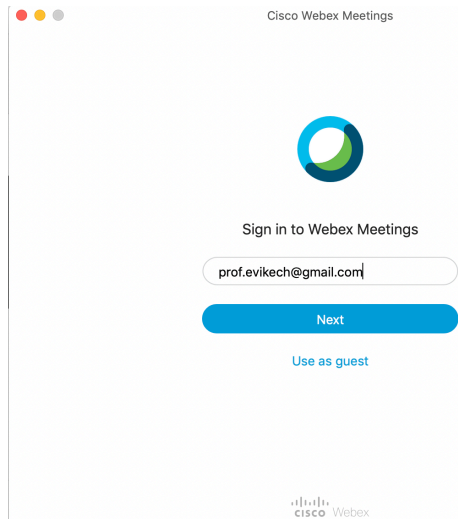 Cisco Webex Meetings
Sign in to Webex Meetings
prof.evikech@gmail.com
Next
Use as guest
cisco Webex